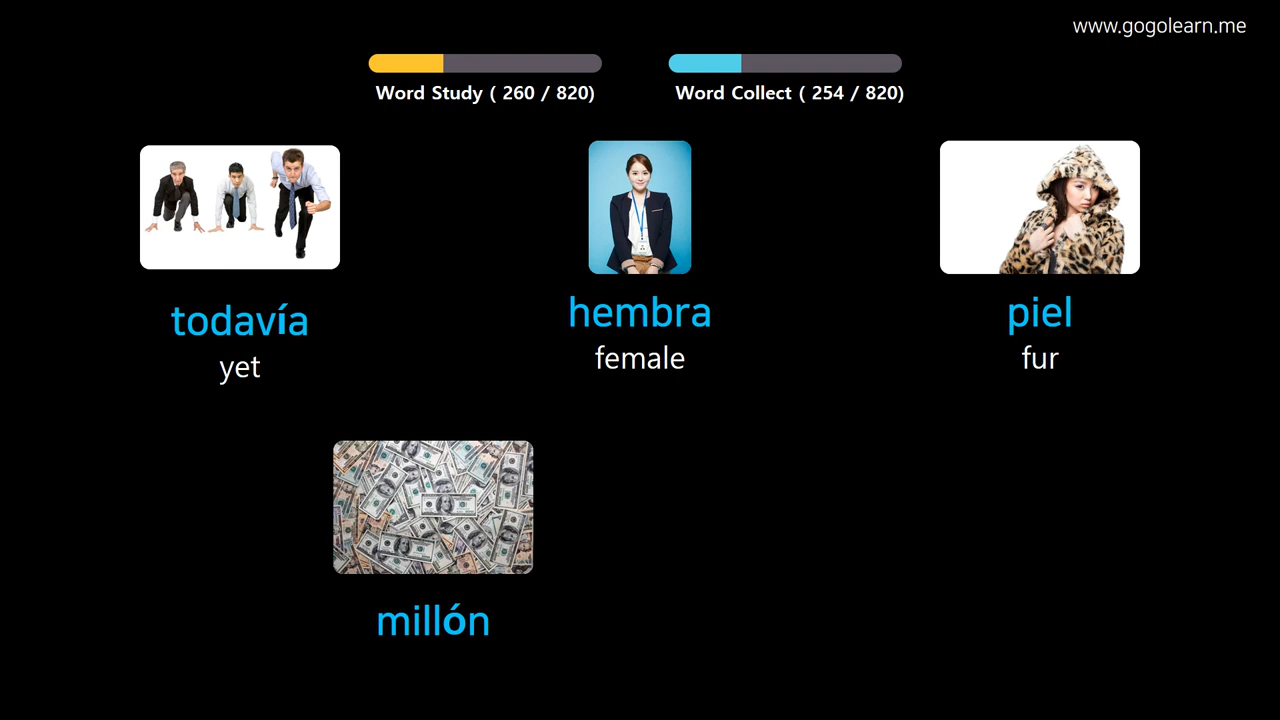 www.gogolearn.me
Word Study ( 260 / 820)
Word Collect ( 254 / 820)
todavía
yet
hembra
female
piel
fur
millón